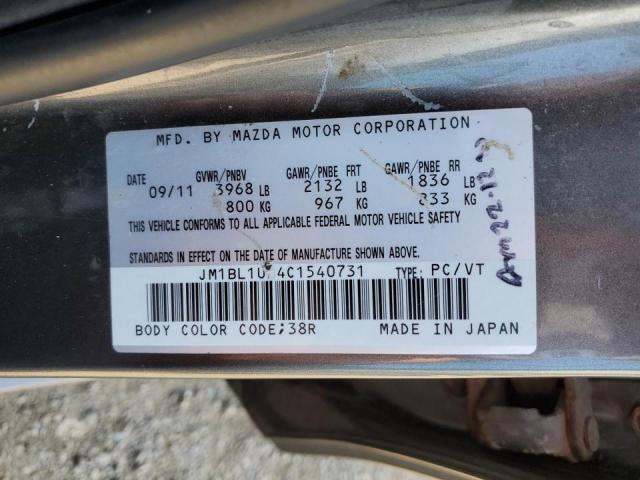 MFD. BY MAZDA MOTOR CORPORATION
DATE GVWR/PNBV GAWR/PNBE FRT GAWR/PNBE RR
09/11 3968 LB 2132 LB 1836 LB
800 KG 967 KG 833 KG
THIS VEHICLE CONFORMS TO ALL APPLICABLE FEDERAL MOTOR VEHICLE SAFETY
STANDARDS IN EFFECT ON THE DATE OF MANUFACTURE SHOWN ABOVE.
TYPE: PC/VT
BODY COLOR CODE;38R MADE IN JAPAN